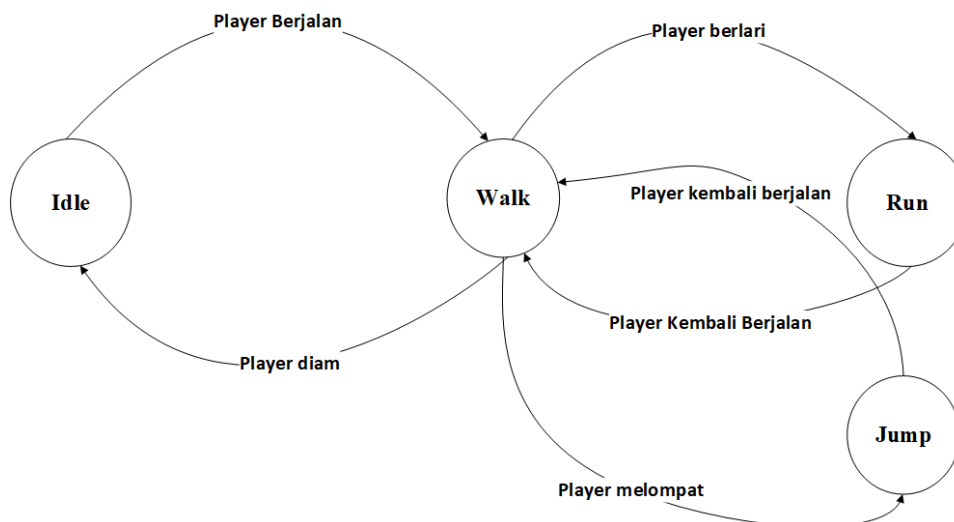 Player Berjalan
Player berlari
Idle
Walk
Player kembali berjalan
Run
Player Kembali Berjalan
Player diam
Jump
Player melompat